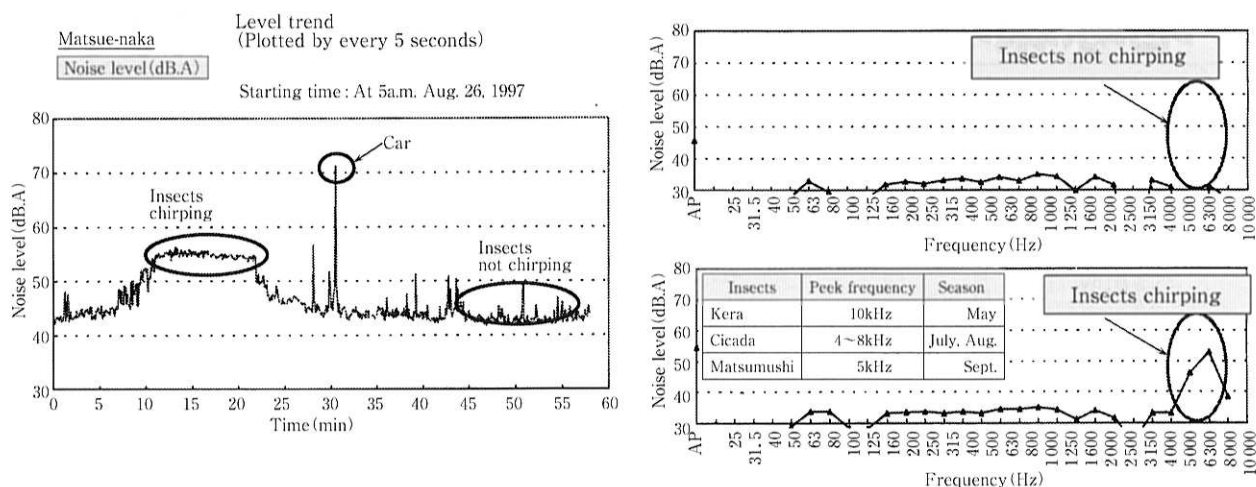 Level trend
(Plotted by every 5 seconds)
Matsue-naka
Noise level (dB.A)
Starting time : At 5a.m. Aug. 26, 1997
Noise level (dB.A)
80
70
60
50
40
30
Car
Insects
chirping
Insects
not chirping
0 5 10 15 20 25 30 35 40 45 50 55 60
Time (min)
Noise level (dB.A)
80
70
60
50
40
30
Insects not chirping
AP 25 31.5 40 50 63 80 100 125 160 200 250 315 400 500 630 800 1000 1250 1600 2000 2500 3150 4000 5000 6300 8000 10000
Frequency (Hz)
Noise level (dB.A)
80
70
60
50
40
30
Insects Peek frequency Season
Kera 10kHz May
Cicada 4~8kHz July, Aug.
Matsumushi 5kHz Sept.
Insects chirping
AP 25 31.5 40 50 63 80 100 125 160 200 250 315 400 500 630 800 1000 1250 1600 2000 2500 3150 4000 5000 6300 8000 10000
Frequency (Hz)